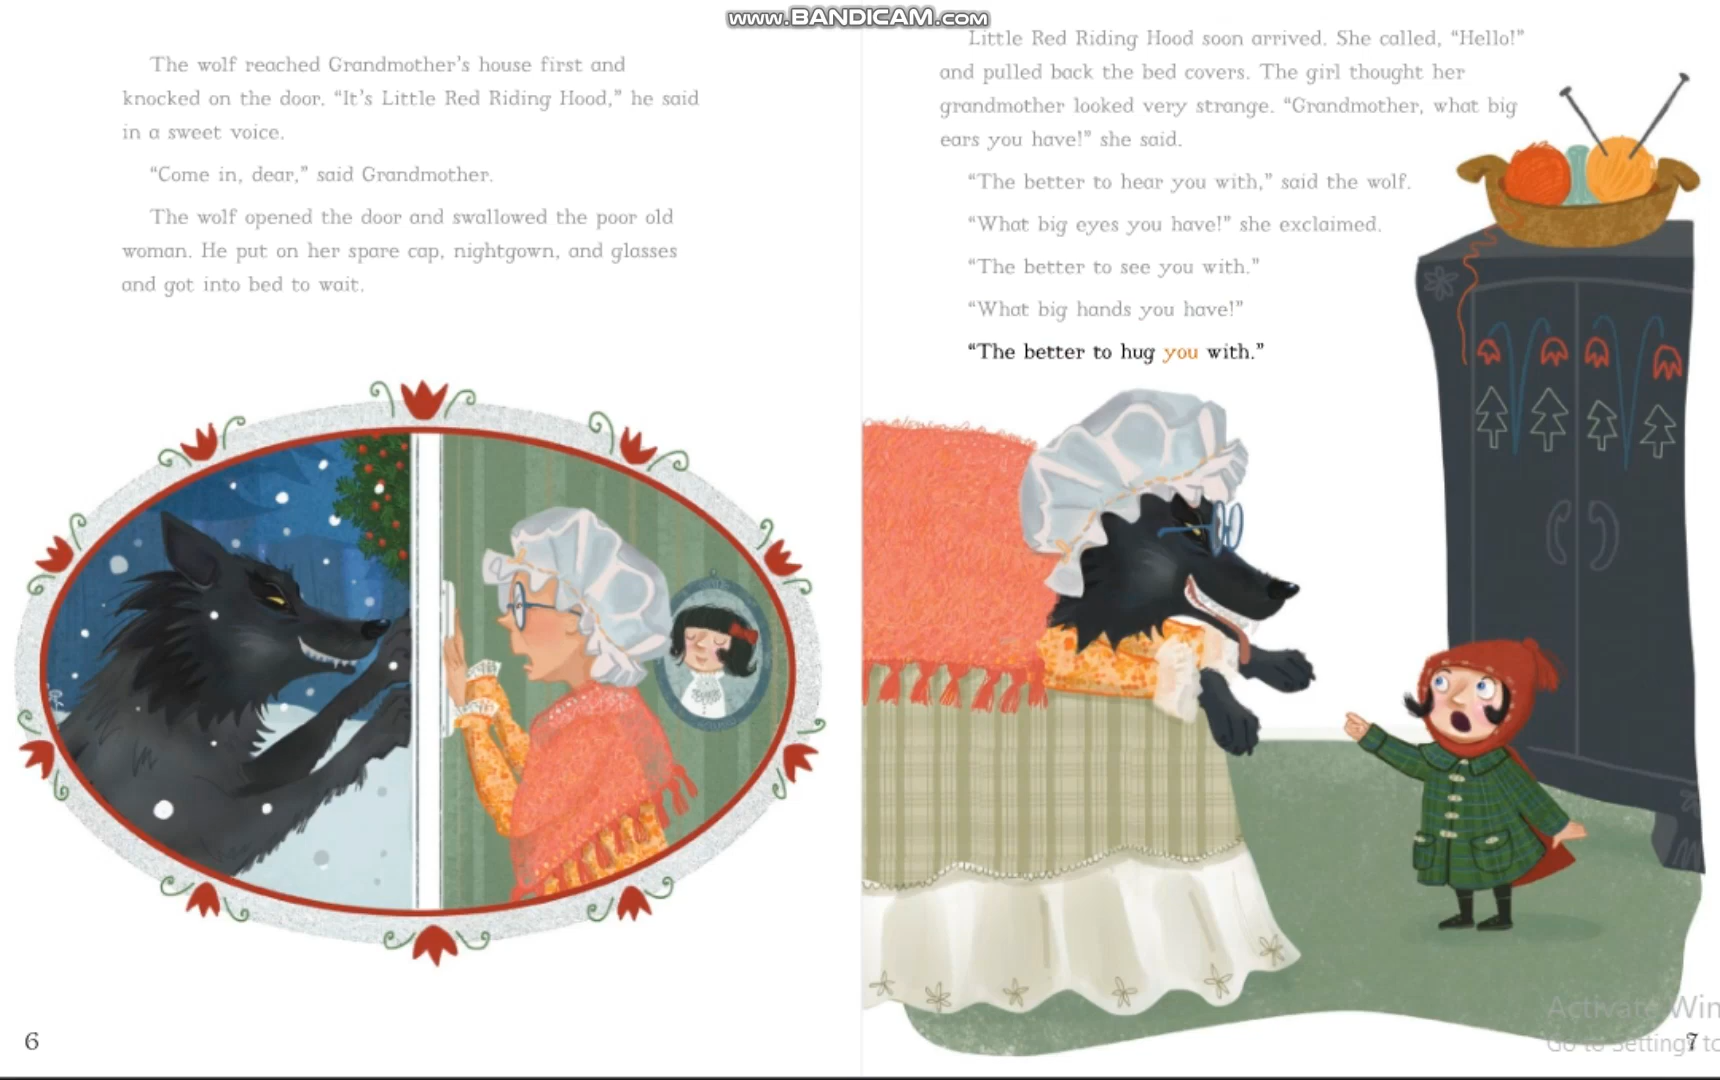 www.BANDICAM.com
The wolf reached Grandmother's house first and
knocked on the door. “It's Little Red Riding Hood,” he said
in a sweet voice.
“Come in, dear,” said Grandmother.
The wolf opened the door and swallowed the poor old
woman. He put on her spare cap, nightgown, and glasses
and got into bed to wait.
6
Little Red Riding Hood soon arrived. She called, “Hello!”
and pulled back the bed covers. The girl thought her
grandmother looked very strange. “Grandmother, what big
ears you have!” she said.
“The better to hear you with,” said the wolf.
“What big eyes you have!” she exclaimed.
“The better to see you with.”
“What big hands you have!”
“The better to hug you with.”
Activate Win
Go to Settings to
7